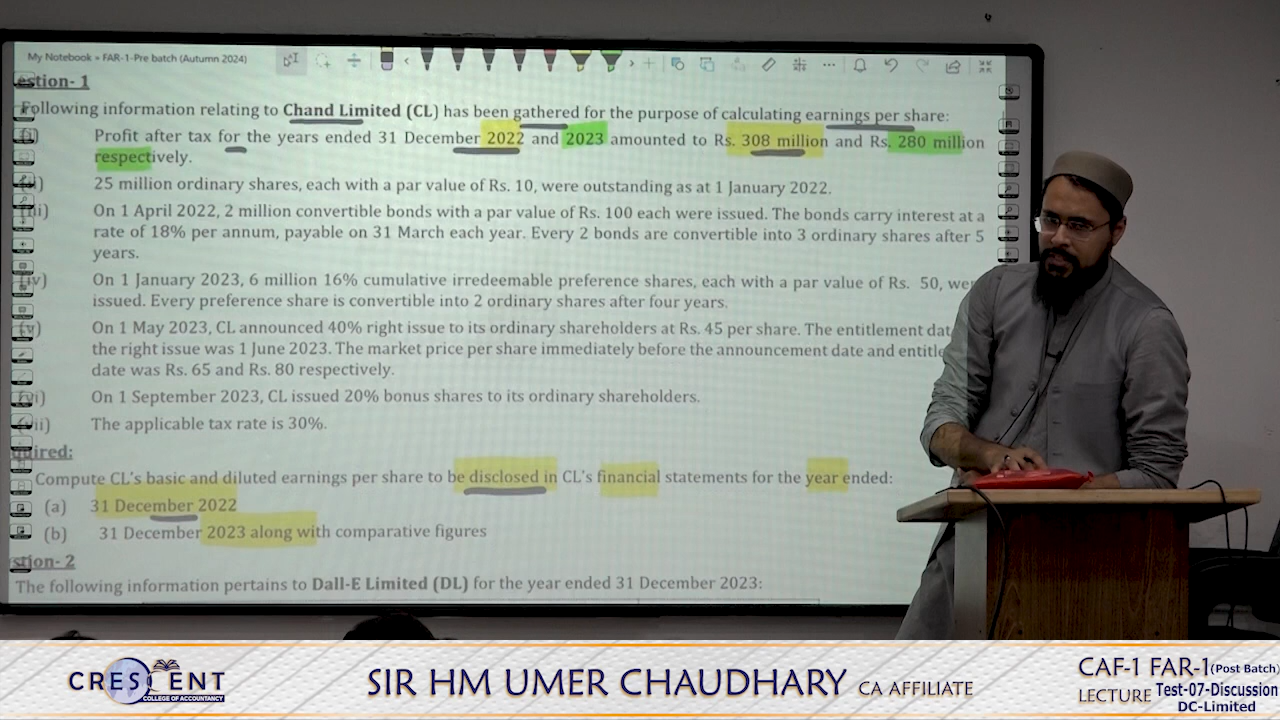 My Notebook » FAR-1-Pre batch (Autumn 2024)
estion- 1
Following information relating to Chand Limited (CL) has been gathered for the purpose of calculating earnings per share:
Profit after tax for the years ended 31 December 2022 and 2023 amounted to Rs. 308 million and Rs. 280 million
respectively.
25 million ordinary shares, each with a par value of Rs. 10, were outstanding as at 1 January 2022.
On 1 April 2022, 2 million convertible bonds with a par value of Rs. 100 each were issued. The bonds carry interest at a
rate of 18% per annum, payable on 31 March each year. Every 2 bonds are convertible into 3 ordinary shares after 5
years.
On 1 January 2023, 6 million 16% cumulative irredeemable preference shares, each with a par value of Rs. 50, wer
issued. Every preference share is convertible into 2 ordinary shares after four years.
On 1 May 2023, CL announced 40% right issue to its ordinary shareholders at Rs. 45 per share. The entitlement dat
the right issue was 1 June 2023. The market price per share immediately before the announcement date and entitle
date was Rs. 65 and Rs. 80 respectively.
On 1 September 2023, CL issued 20% bonus shares to its ordinary shareholders.
The applicable tax rate is 30%.
quired:
Compute CL's basic and diluted earnings per share to be disclosed in CL's financial statements for the year ended:
(a) 31 December 2022
(b) 31 December 2023 along with comparative figures
stion- 2
The following information pertains to Dall-E Limited (DL) for the year ended 31 December 2023:
CRESCENT
COLLEGE OF ACCOUNTANCY
SIR HM UMER CHAUDHARY CA AFFILIATE
CAF-1 FAR-1(Post Batch)
LECTURE Test-07-Discussion
DC-Limited